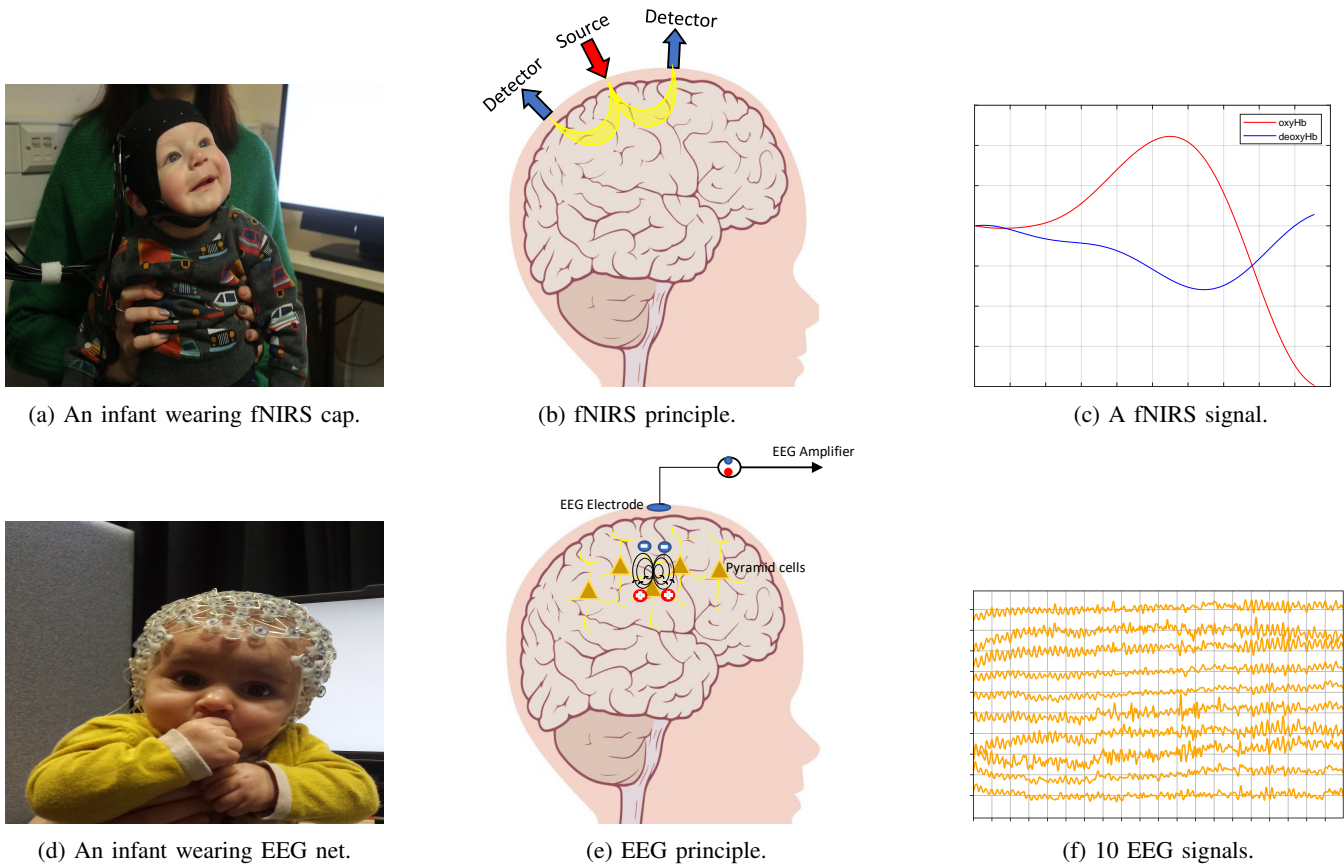 Detector
Source
Detector
oxyHb
deoxyHb
(a) An infant wearing fNIRS cap.
(b) fNIRS principle.
(c) A fNIRS signal.
EEG Amplifier
EEG Electrode
Pyramid cells
(d) An infant wearing EEG net.
(e) EEG principle.
(f) 10 EEG signals.